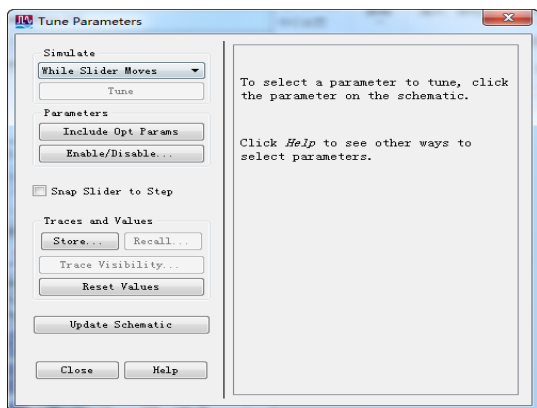 Tune Parameters
Simulate
While Slider Moves
Tune
Parameters
Include Opt Params
Enable/Disable...
Snap Slider to Step
Traces and Values
Store... Recall...
Trace Visibility...
Reset Values
Update Schematic
Close Help
To select a parameter to tune, click
the parameter on the schematic.
Click Help to see other ways to
select parameters.